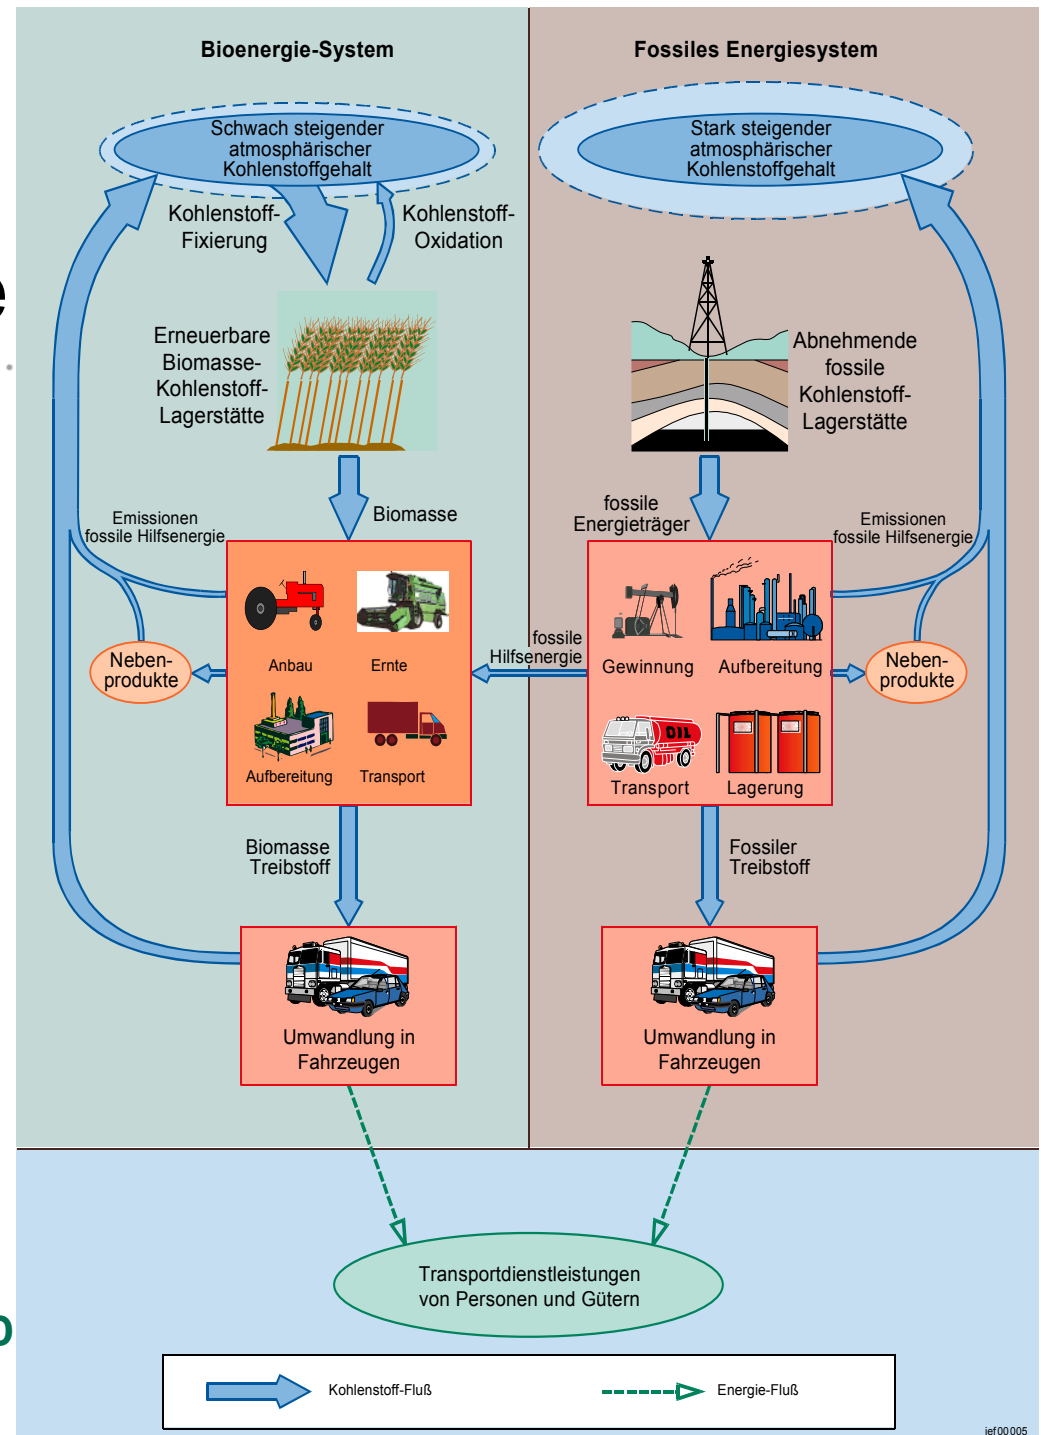 Bioenergie-System
Fossiles Energiesystem
Schwach steigender
atmosphärischer
Kohlenstoffgehalt
Stark steigender
atmosphärischer
Kohlenstoffgehalt
Kohlenstoff-
Fixierung
Kohlenstoff-
Oxidation
e
Erneuerbare
Biomasse-
Kohlenstoff-
Lagerstätte
Abnehmende
fossile
Kohlenstoff-
Lagerstätte
Biomasse
fossile
Energieträger
Emissionen
fossile Hilfsenergie
Emissionen
fossile Hilfsenergie
Anbau
Ernte
Aufbereitung
Transport
Neben-
produkte
fossile
Hilfsenergie
Gewinnung
Aufbereitung
OIL
Transport
Lagerung
Neben-
produkte
Biomasse
Treibstoff
Fossiler
Treibstoff
Umwandlung in
Fahrzeugen
Umwandlung in
Fahrzeugen
Transportdienstleistungen
von Personen und Gütern
Kohlenstoff-Fluß
Energie-Fluß
jef00005